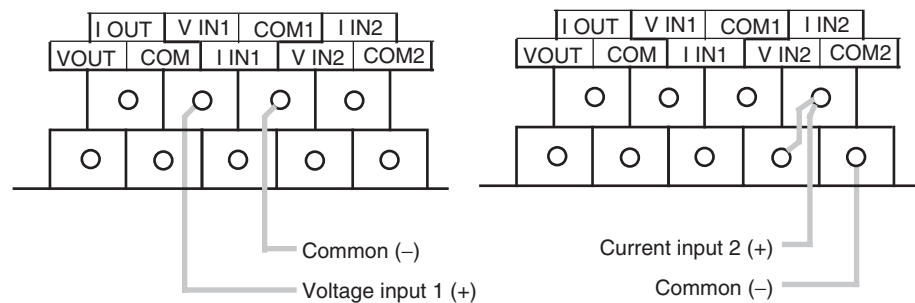 I OUT V IN1 COM1 I IN2
VOUT COM I IN1 V IN2 COM2
Common (–)
Voltage input 1 (+)
I OUT V IN1 COM1 I IN2
VOUT COM I IN1 V IN2 COM2
Current input 2 (+)
Common (–)